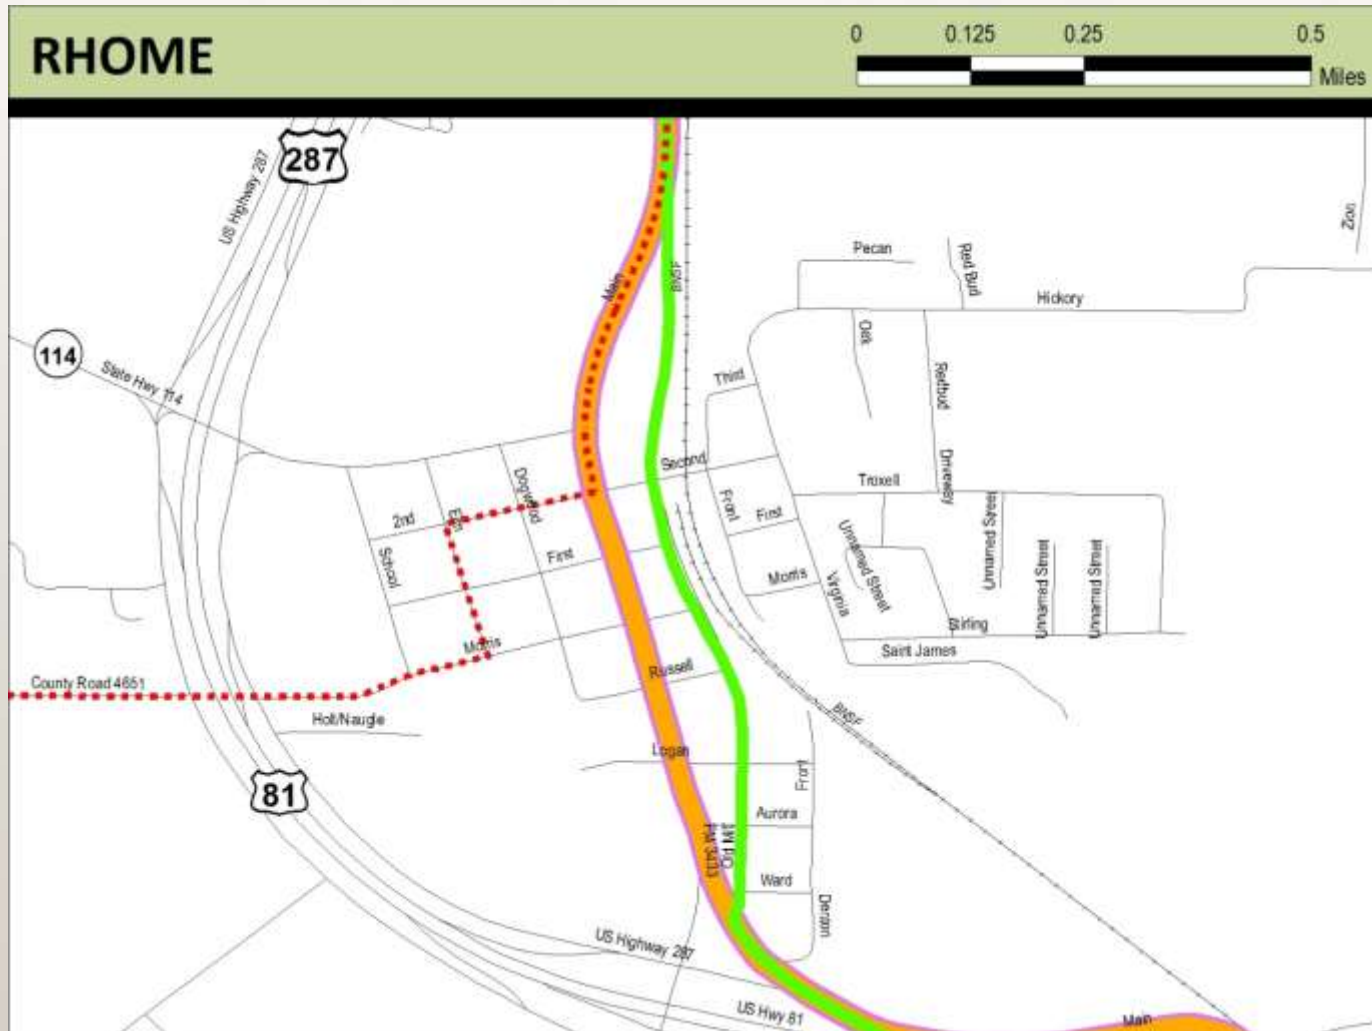 RHOME
0 0.125 0.25 0.5
Miles
287
US Highway 287
Zion
Pecan
Red Bud
BNSF
Main
Hickory
Oak
114
State Hwy 114
Third
Redbud
Second
Driveway
Dogwood
Troxell
Elm
2nd
Front
First
Unnamed Street
Unnamed Street
First
School
Unnamed Street
Unnamed Street
Morris
Virginia
Stirling
Morris
Saint James
Russell
County Road 4651
Holt/Naugle
BNSF
Logan
Front
81
Aurora
FM 3433
Ward
Denton
US Highway 287
US Hwy 81
Main